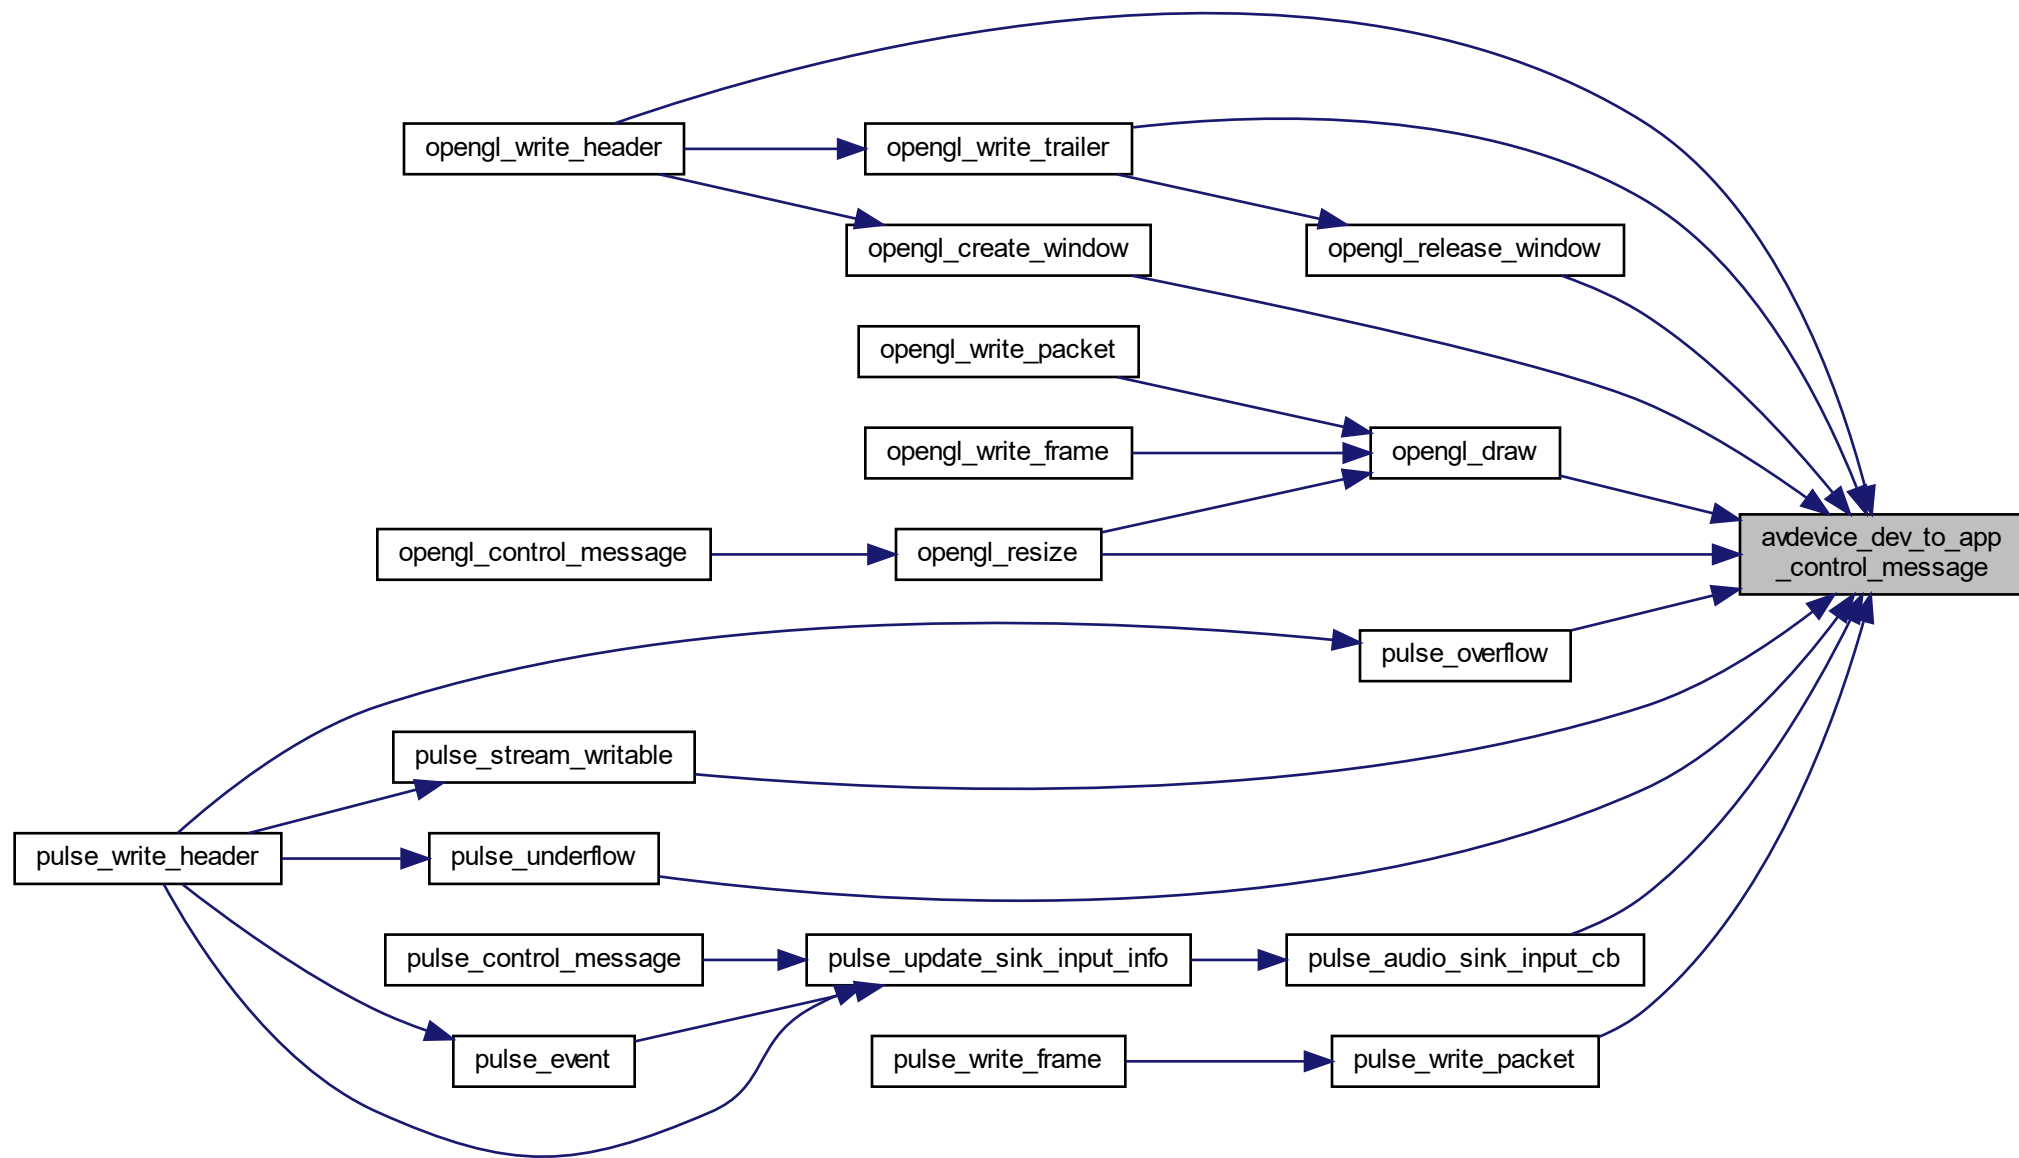 opengl_write_header
opengl_write_trailer
opengl_create_window
opengl_release_window
opengl_write_packet
opengl_write_frame
opengl_draw
opengl_control_message
opengl_resize
avdevice_dev_to_app
_control_message
pulse_overflow
pulse_stream_writable
pulse_write_header
pulse_underflow
pulse_control_message
pulse_update_sink_input_info
pulse_audio_sink_input_cb
pulse_event
pulse_write_frame
pulse_write_packet